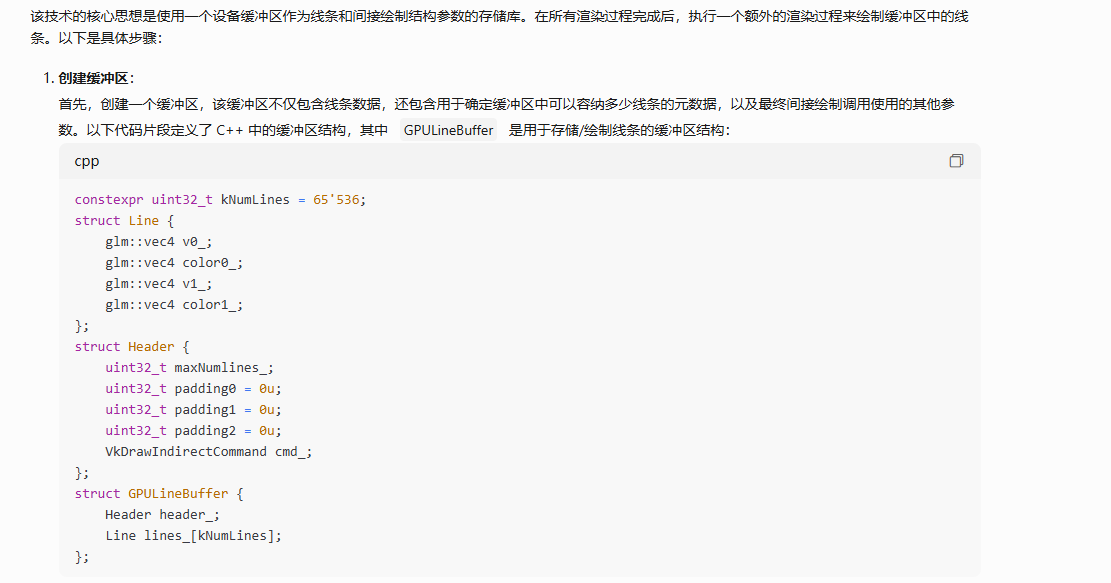 该技术的核心思想是使用一个设备缓冲区作为线条和间接绘制结构参数的存储库。在所有渲染过程完成后，执行一个额外的渲染过程来绘制缓冲区中的线
条。以下是具体步骤：
1. 创建缓冲区：
首先，创建一个缓冲区，该缓冲区不仅包含线条数据，还包含用于确定缓冲区中可以容纳多少线条的元数据，以及最终间接绘制调用使用的其他参
数。以下代码片段定义了 C++ 中的缓冲区结构，其中 GPULineBuffer 是用于存储/绘制线条的缓冲区结构：
cpp
constexpr uint32_t kNumLines = 65'536;
struct Line {
    glm::vec4 v0_;
    glm::vec4 color0_;
    glm::vec4 v1_;
    glm::vec4 color1_;
};
struct Header {
    uint32_t maxNumlines_;
    uint32_t padding0 = 0u;
    uint32_t padding1 = 0u;
    uint32_t padding2 = 0u;
    VkDrawIndirectCommand cmd_;
};
struct GPULineBuffer {
    Header header_;
    Line lines_[kNumLines];
};